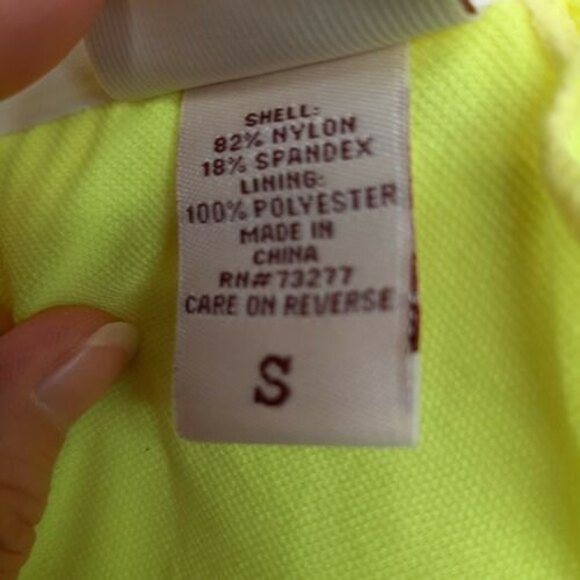 SHELL:
82% NYLON
18% SPANDEX
LINING:
100% POLYESTER
MADE IN
CHINA
RN#73277
CARE ON REVERSE
S